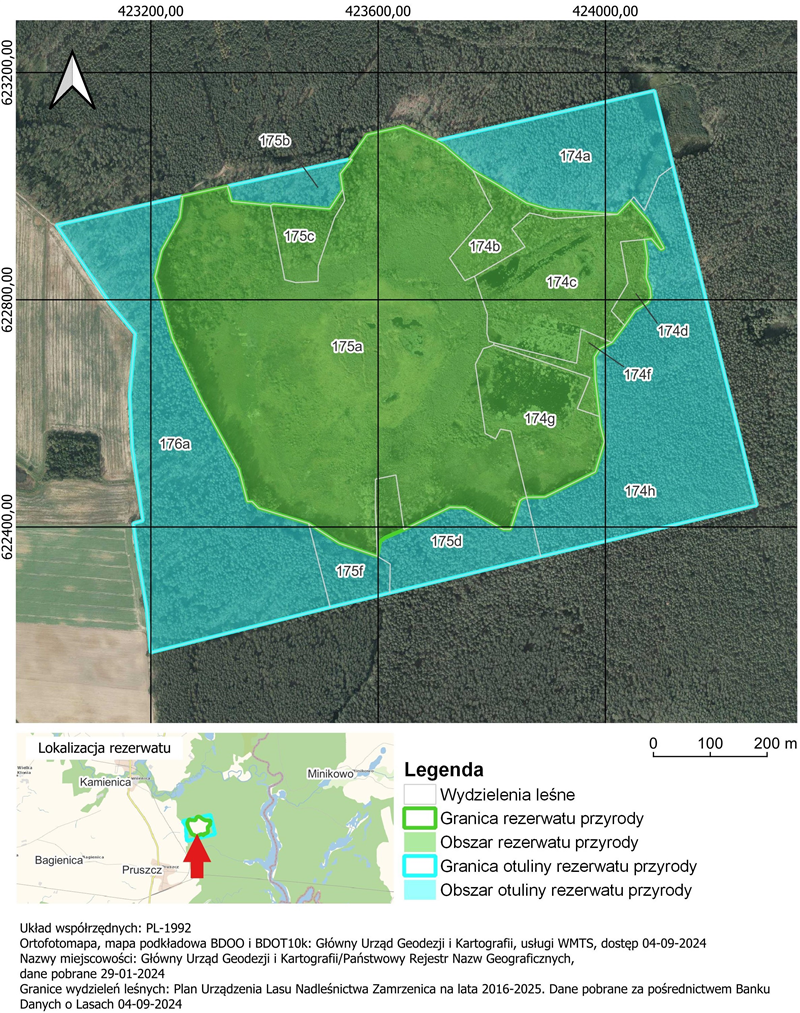 423200,00 423600,00 424000,00
623200,00
622800,00
622400,00
175b
174a
175c
174b
174c
175a
174d
174f
174g
176a
174h
175d
175f
Lokalizacja rezerwatu
Kamienica
Minikowo
Bagienica
Bagienica
Pruszcz
0 100 200 m
Legenda
Wydzielenia leśne
Granica rezerwatu przyrody
Obszar rezerwatu przyrody
Granica otuliny rezerwatu przyrody
Obszar otuliny rezerwatu przyrody
Układ współrzędnych: PL-1992
Ortofotomapa, mapa podkładowa BDOO i BDOT10k: Główny Urząd Geodezji i Kartografii, usługi WMTS, dostęp 04-09-2024
Nazwy miejscowości: Główny Urząd Geodezji i Kartografii/Państwowy Rejestr Nazw Geograficznych,
dane pobrane 29-01-2024
Granice wydzieleń leśnych: Plan Urządzenia Lasu Nadleśnictwa Zamrzenica na lata 2016-2025. Dane pobrane za pośrednictwem Banku
Danych o Lasach 04-09-2024